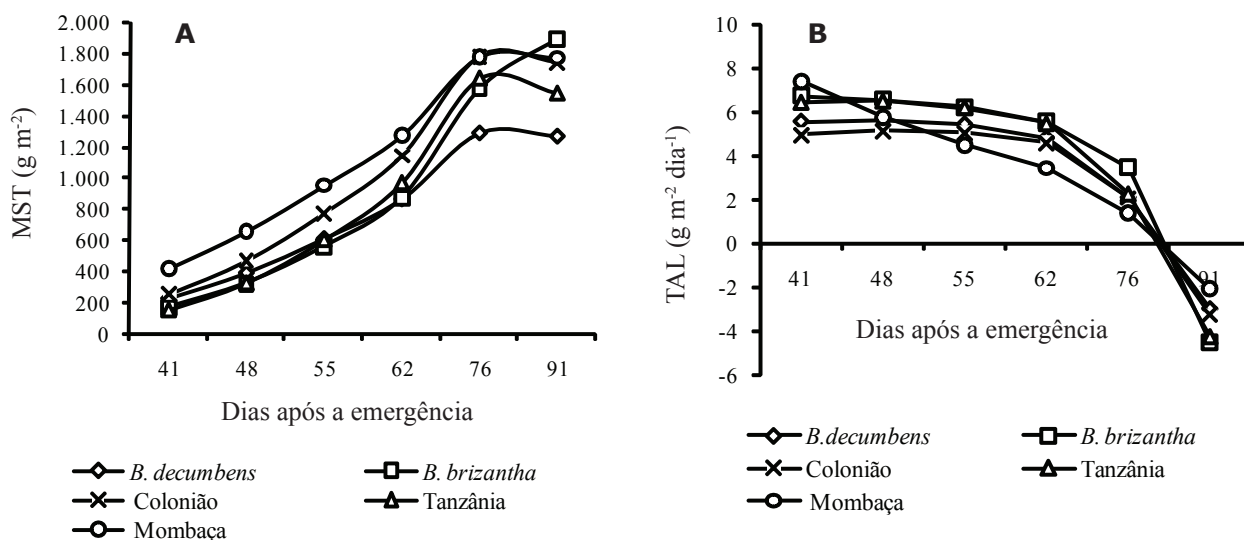 A
MST (g m-2)
2.000
1.800
1.600
1.400
1.200
1.000
800
600
400
200
0
41 48 55 62 76 91
Dias após a emergência
B. decumbens
B. brizantha
Colonião
Tanzânia
Mombaça
B
TAL (g m-2 dia-1)
10
8
6
4
2
0
-2
-4
-6
41 48 55 62 76 91
Dias após a emergência
B.decumbens
B. brizantha
Colonião
Tanzânia
Mombaça